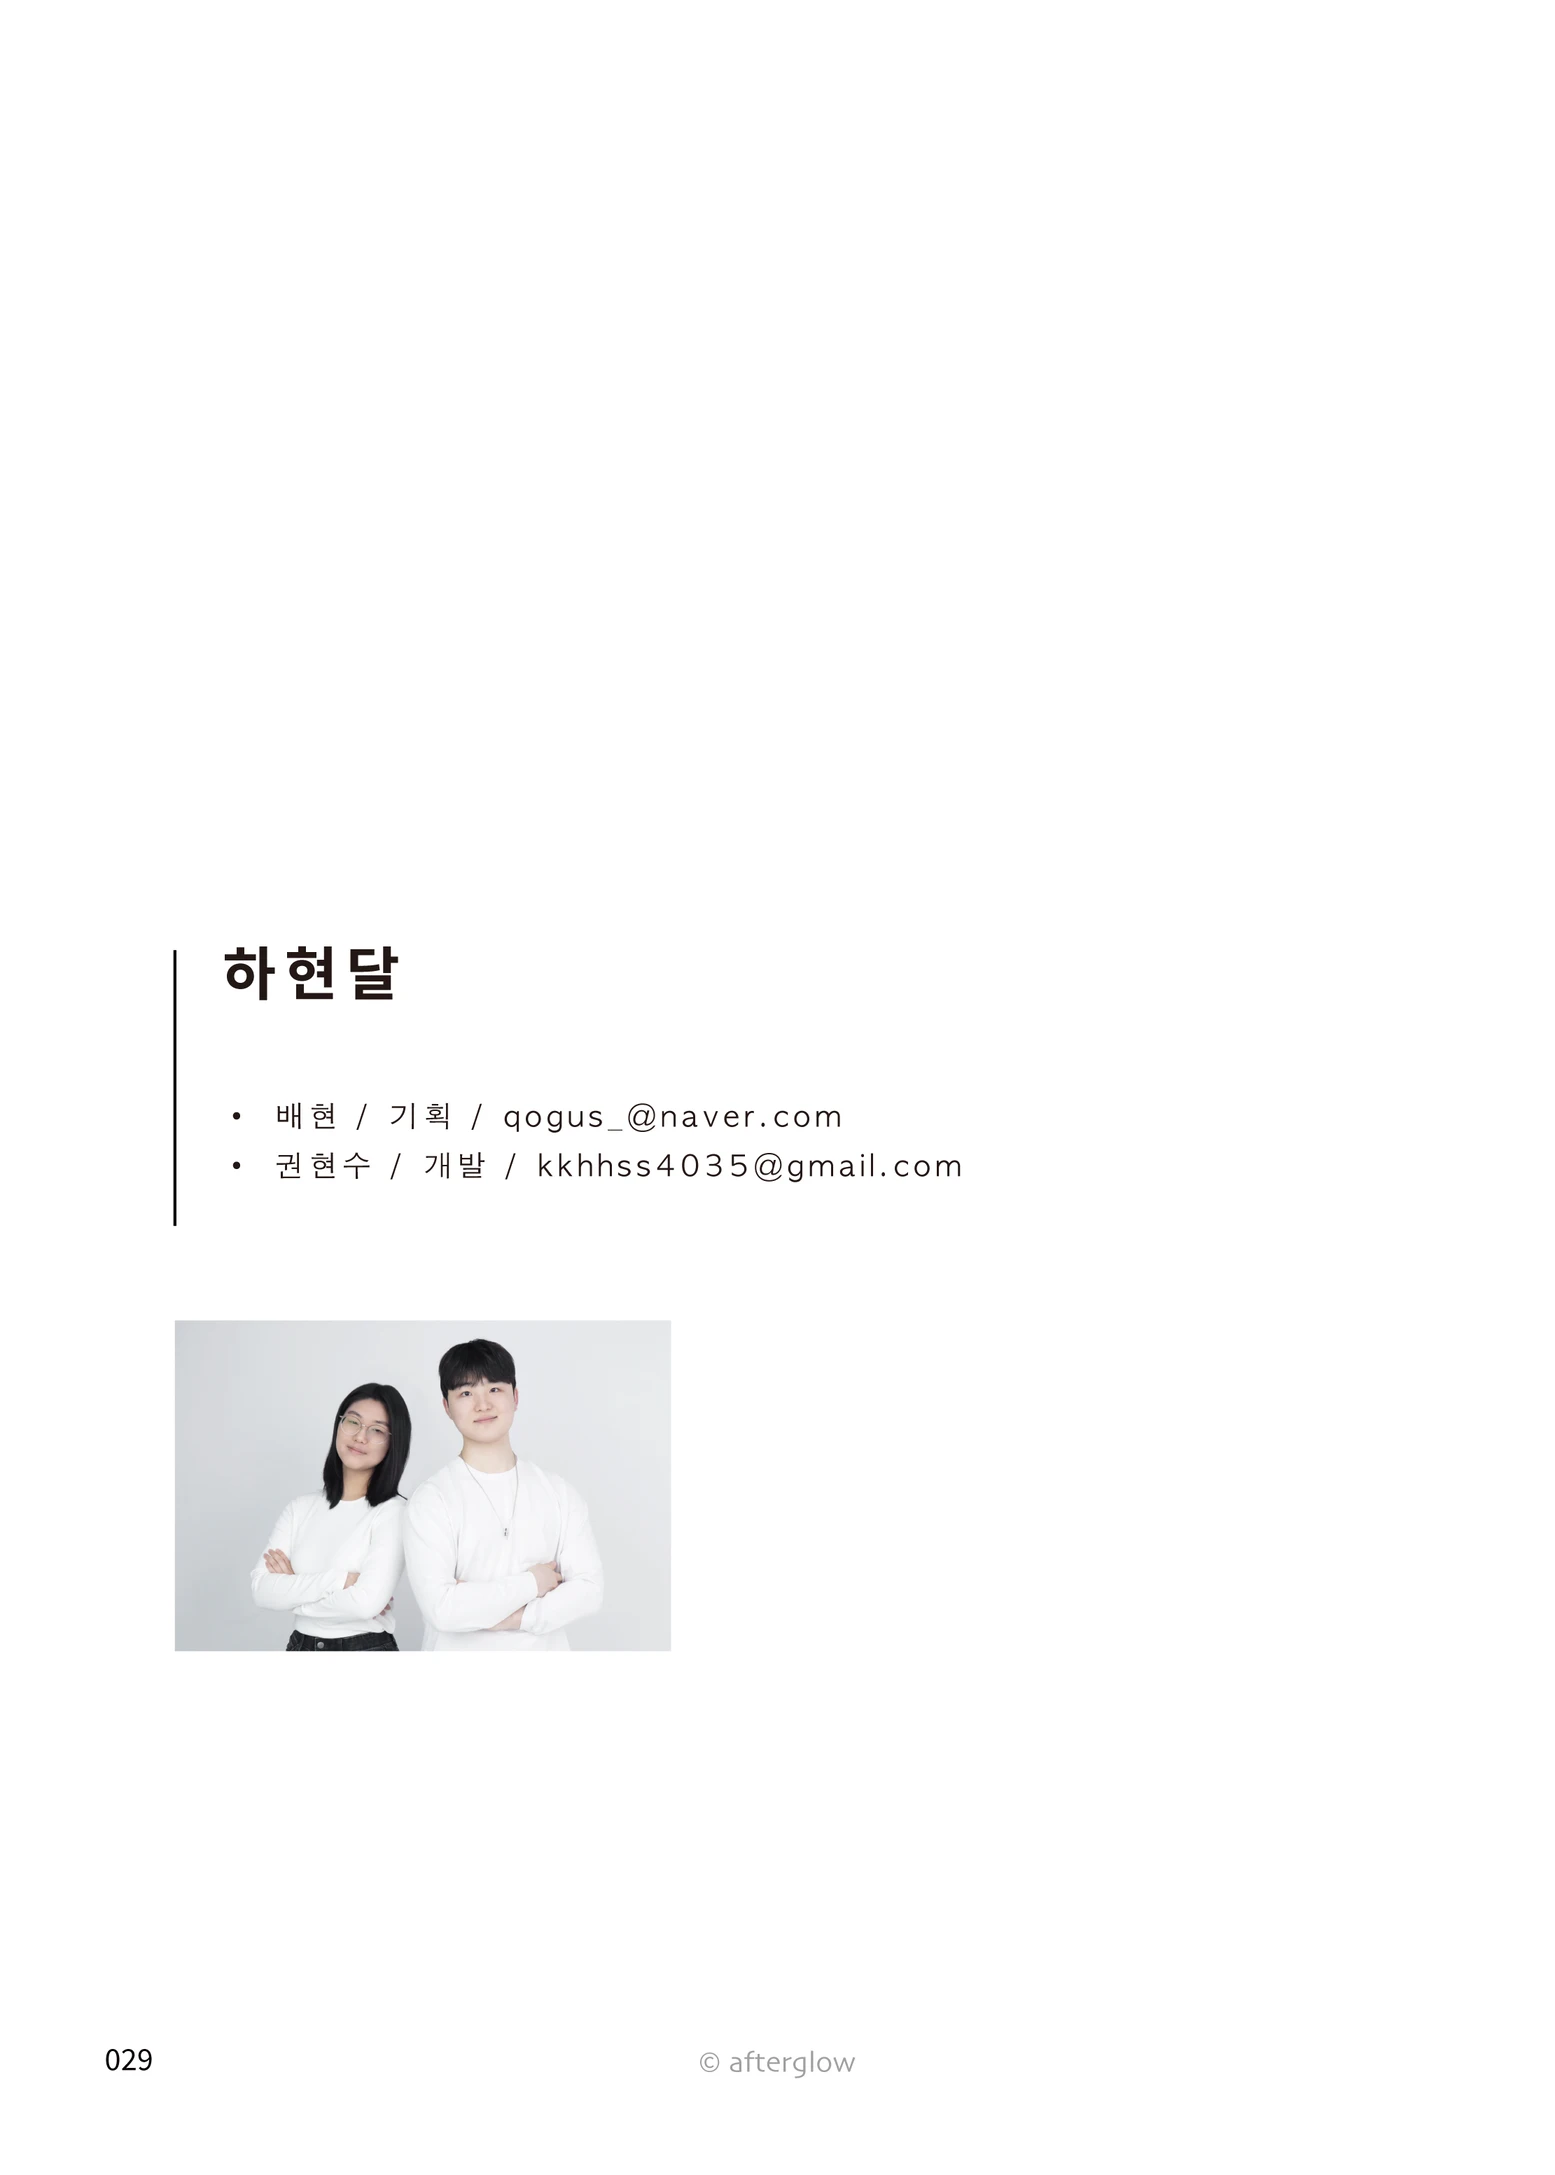 하현달
• 배현 / 기획 / qogus_@naver.com
• 권현수 / 개발 / kkhhss4035@gmail.com
029
© afterglow